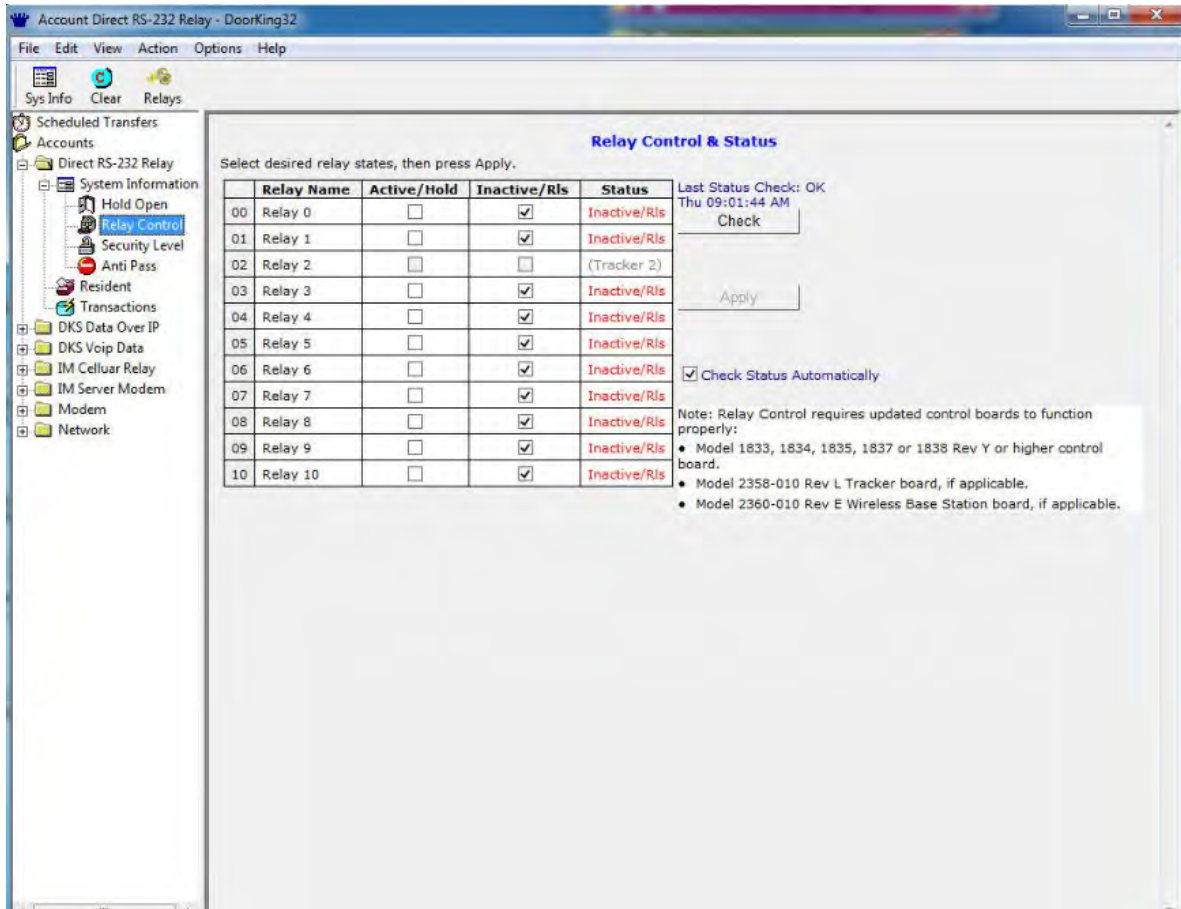 Account Direct RS-232 Relay - DoorKing32
File Edit View Action Options Help
Sys Info Clear Relays
Scheduled Transfers
Accounts
Direct RS-232 Relay
System Information
Hold Open
Relay Control
Security Level
Anti Pass
Resident
Transactions
DKS Data Over IP
DKS Voip Data
IM Celluar Relay
IM Server Modem
Modem
Network
Relay Control & Status
Select desired relay states, then press Apply.
Relay Name Active/Hold Inactive/Rls Status
00 Relay 0 Inactive/Rls
01 Relay 1 Inactive/Rls
02 Relay 2 (Tracker 2)
03 Relay 3 Inactive/Rls
04 Relay 4 Inactive/Rls
05 Relay 5 Inactive/Rls
06 Relay 6 Inactive/Rls
07 Relay 7 Inactive/Rls
08 Relay 8 Inactive/Rls
09 Relay 9 Inactive/Rls
10 Relay 10 Inactive/Rls
Last Status Check: OK
Thu 09:01:44 AM
Check
Apply
Check Status Automatically
Note: Relay Control requires updated control boards to function
properly:
• Model 1833, 1834, 1835, 1837 or 1838 Rev Y or higher control
board.
• Model 2358-010 Rev L Tracker board, if applicable.
• Model 2360-010 Rev E Wireless Base Station board, if applicable.